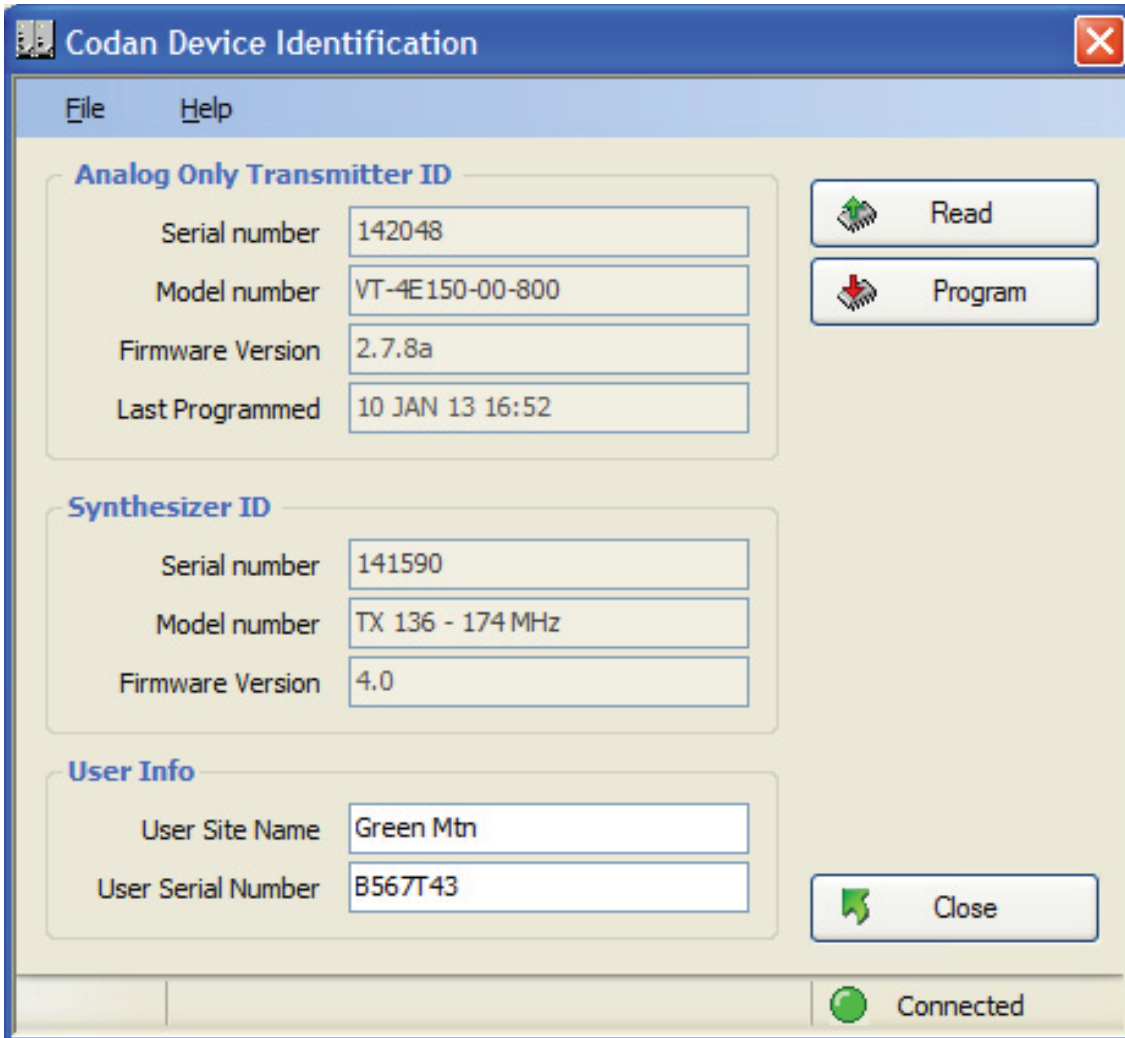 Codan Device Identification
File Help
Analog Only Transmitter ID
Serial number 142048
Read
Model number VT-4E150-00-800
Program
Firmware Version 2.7.8a
Last Programmed 10 JAN 13 16:52
Synthesizer ID
Serial number 141590
Model number TX 136 - 174 MHz
Firmware Version 4.0
User Info
User Site Name Green Mtn
User Serial Number B567T43
Close
Connected